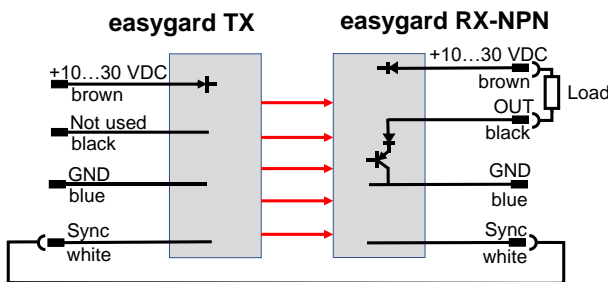 easygard TX
easygard RX-NPN
+10…30 VDC
brown
Not used
black
GND
blue
Sync
white
+10…30 VDC
brown
Load
OUT
black
GND
blue
Sync
white